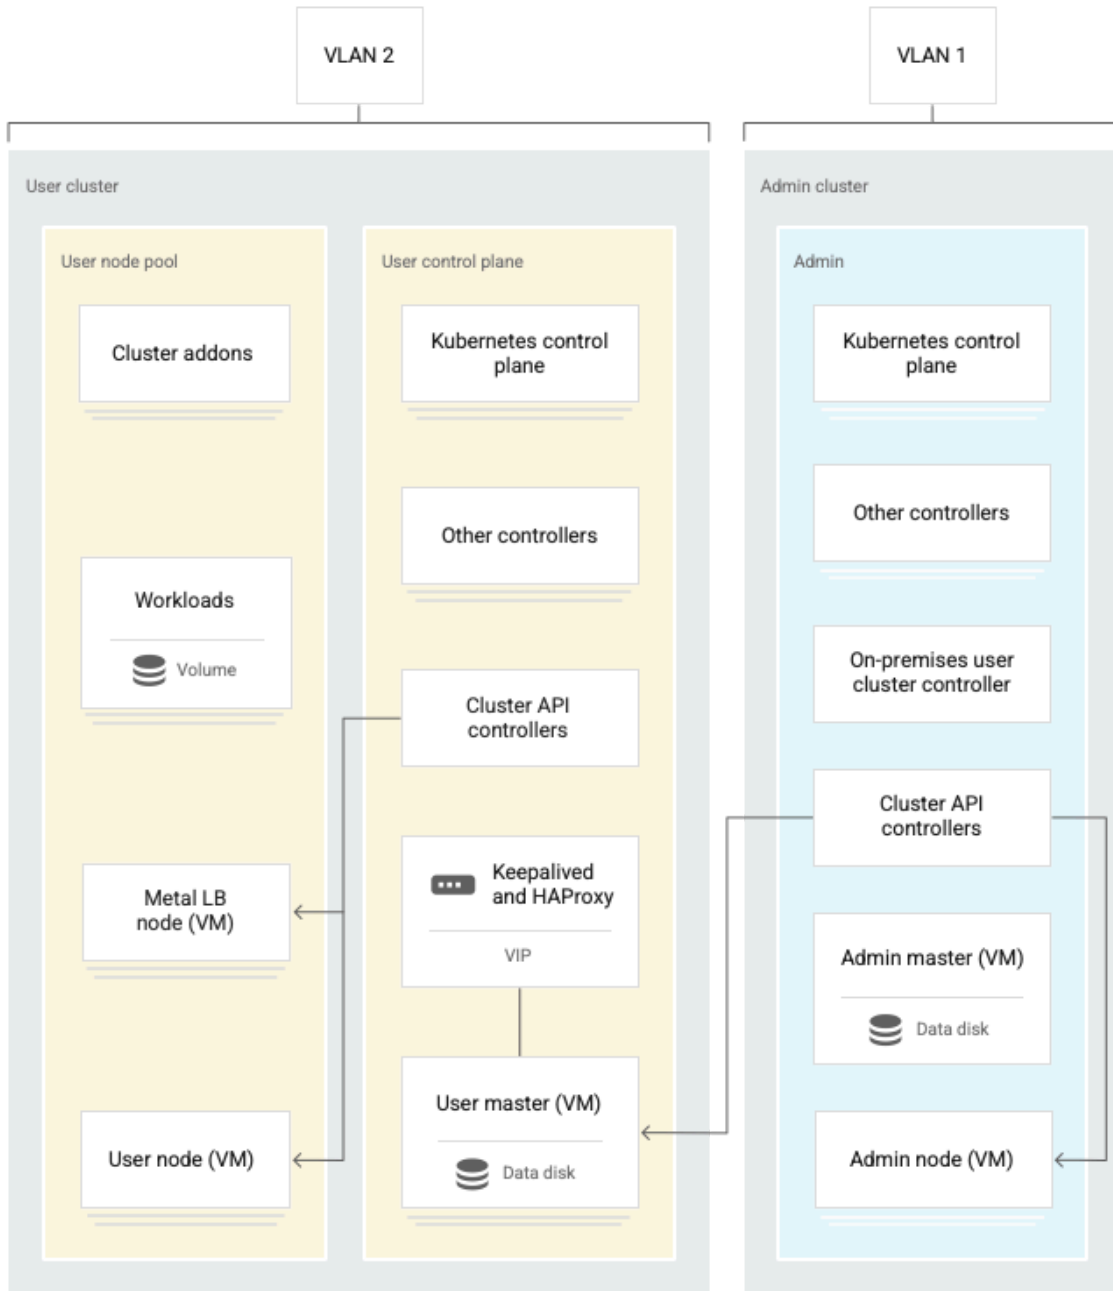 VLAN 2
VLAN 1
User cluster
User node pool
Cluster addons
Workloads
Volume
Metal LB
node (VM)
User node (VM)
User control plane
Kubernetes control
plane
Other controllers
Cluster API
controllers
Keepalived
and HAProxy
VIP
User master (VM)
Data disk
Admin cluster
Admin
Kubernetes control
plane
Other controllers
On-premises user
cluster controller
Cluster API
controllers
Admin master (VM)
Data disk
Admin node (VM)